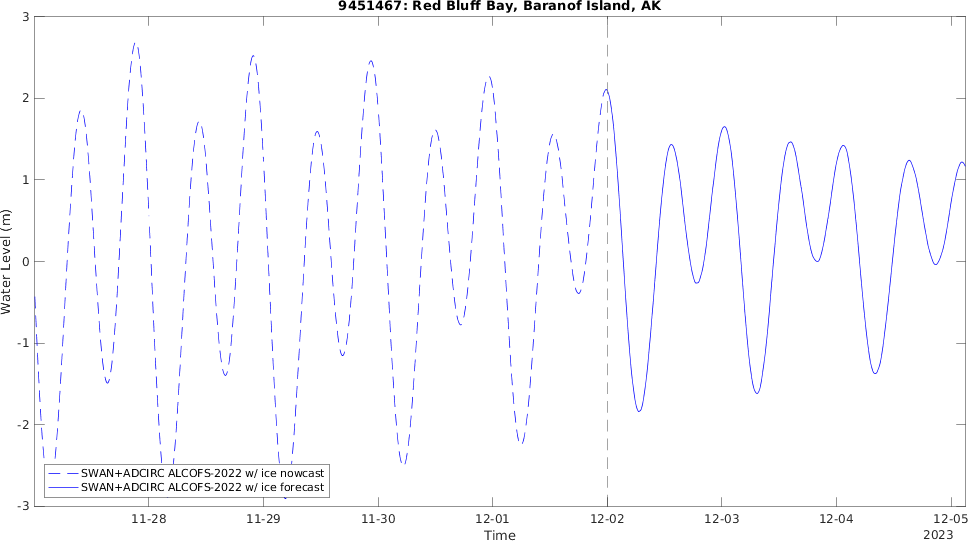 9451467: Red Bluff Bay, Baranof Island, AK
3
2
1
0
-1
-2
-3
Water Level (m)
SWAN+ADCIRC ALCOFS-2022 w/ ice nowcast
SWAN+ADCIRC ALCOFS-2022 w/ ice forecast
11-28 11-29 11-30 12-01 12-02 12-03 12-04 12-05
Time
2023